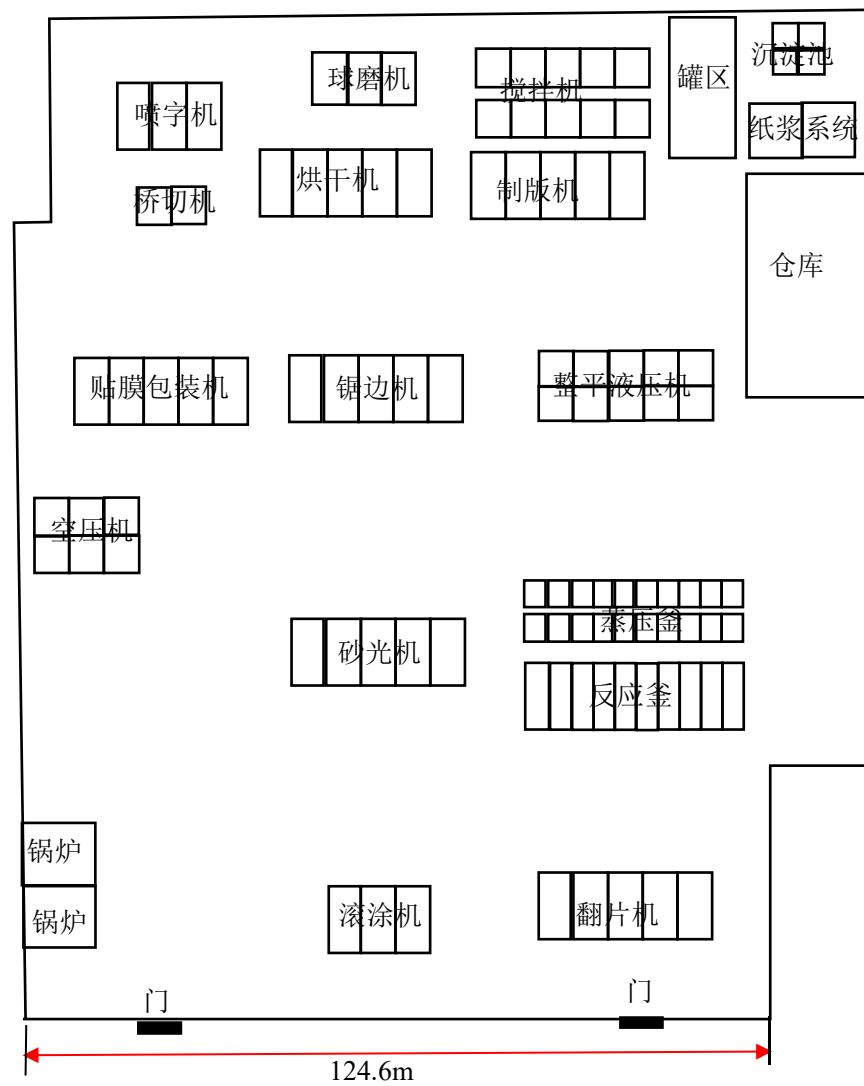 沉淀池
球磨机
搅拌机
罐区
喷字机
纸浆系统
烘干机
制版机
桥切机
仓库
贴膜包装机
锯边机
整平液压机
空压机
蒸压釜
砂光机
反应釜
锅炉
锅炉
滚涂机
翻片机
门
门
124.6m